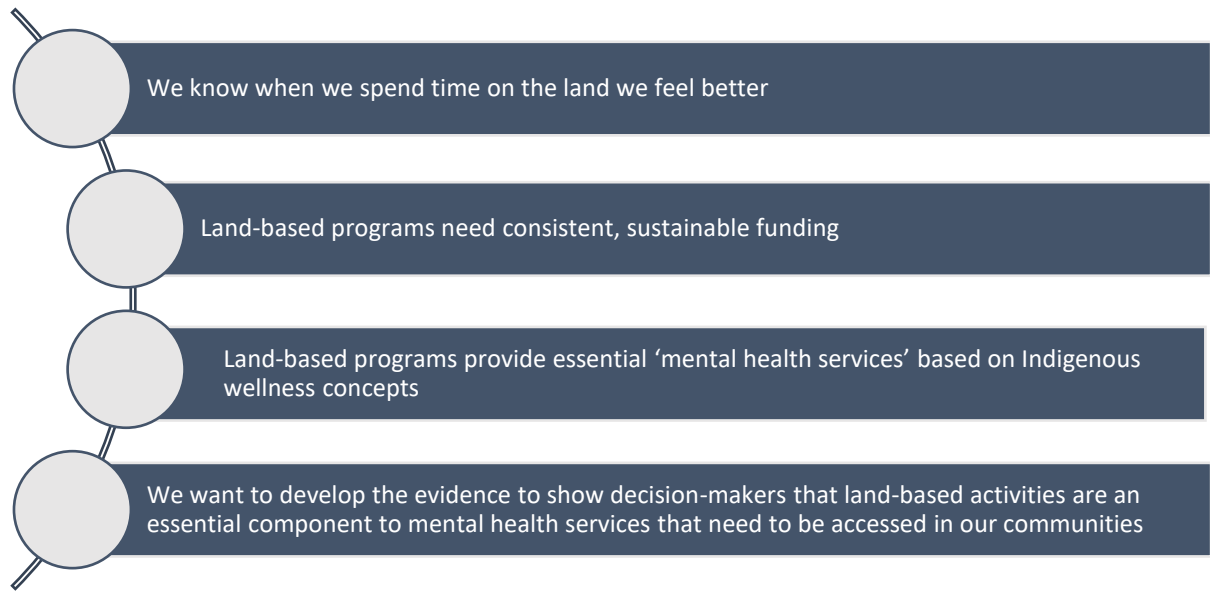 We know when we spend time on the land we feel better
Land-based programs need consistent, sustainable funding
Land-based programs provide essential ‘mental health services’ based on Indigenous
wellness concepts
We want to develop the evidence to show decision-makers that land-based activities are an
essential component to mental health services that need to be accessed in our communities